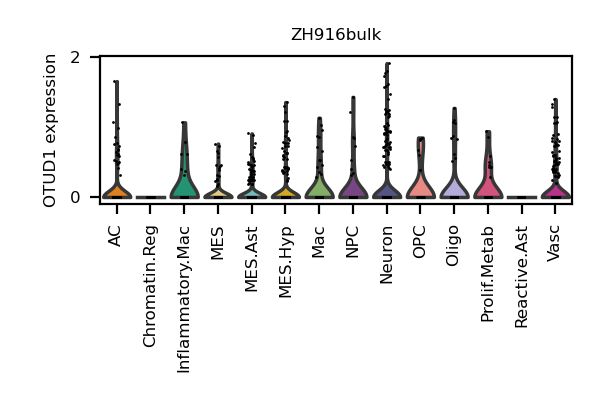 ZH916bulk
OTUD1 expression
2
0
AC
Chromatin.Reg
Inflammatory.Mac
MES
MES.Ast
MES.Hyp
Mac
NPC
Neuron
OPC
Oligo
Prolif.Metab
Reactive.Ast
Vasc